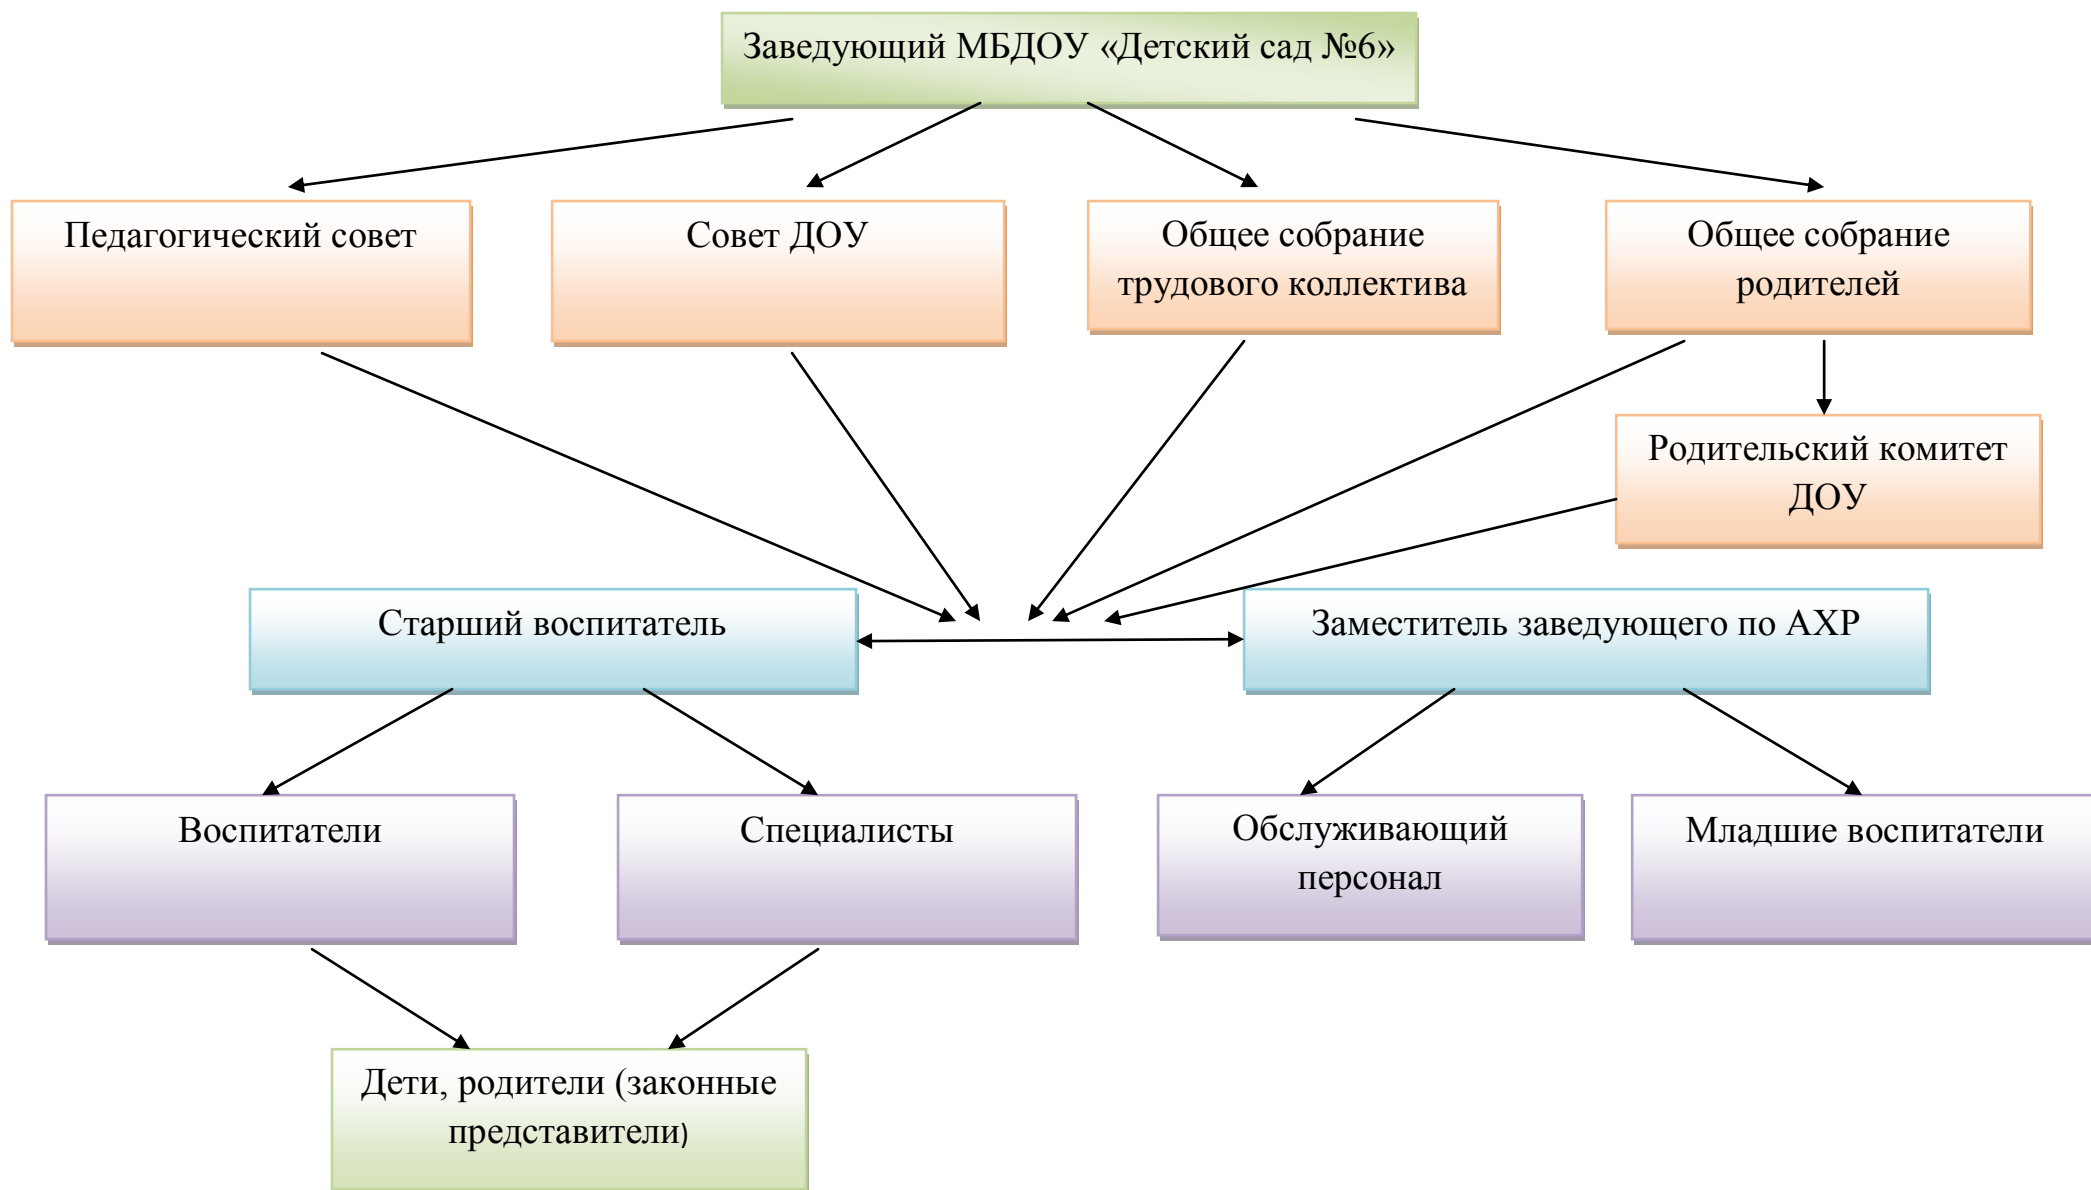 Заведующий МБДОУ «Детский сад №6»
Педагогический совет
Совет ДОУ
Общее собрание
трудового коллектива
Общее собрание
родителей
Родительский комитет
ДОУ
Старший воспитатель
Заместитель заведующего по АХР
Воспитатели
Специалисты
Обслуживающий
персонал
Младшие воспитатели
Дети, родители (законные
представители)